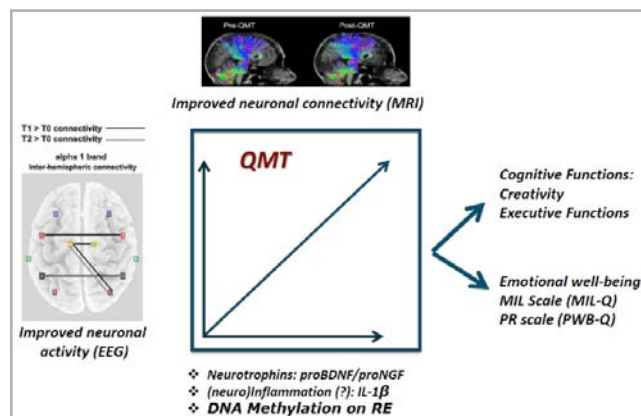 Pre-QMT
Post-QMT
Improved neuronal connectivity (MRI)
T1 > T0 connectivity
T2 > T0 connectivity
alpha 1 band
Inter-hemispheric connectivity
Improved neuronal
activity (EEG)
QMT
Cognitive Functions:
Creativity
Executive Functions
Emotional well-being
MIL Scale (MIL-Q)
PR scale (PWB-Q)
❖ Neurotrophins: proBDNF/proNGF
❖ (neuro)Inflammation (?): IL-1β
❖ DNA Methylation on RE